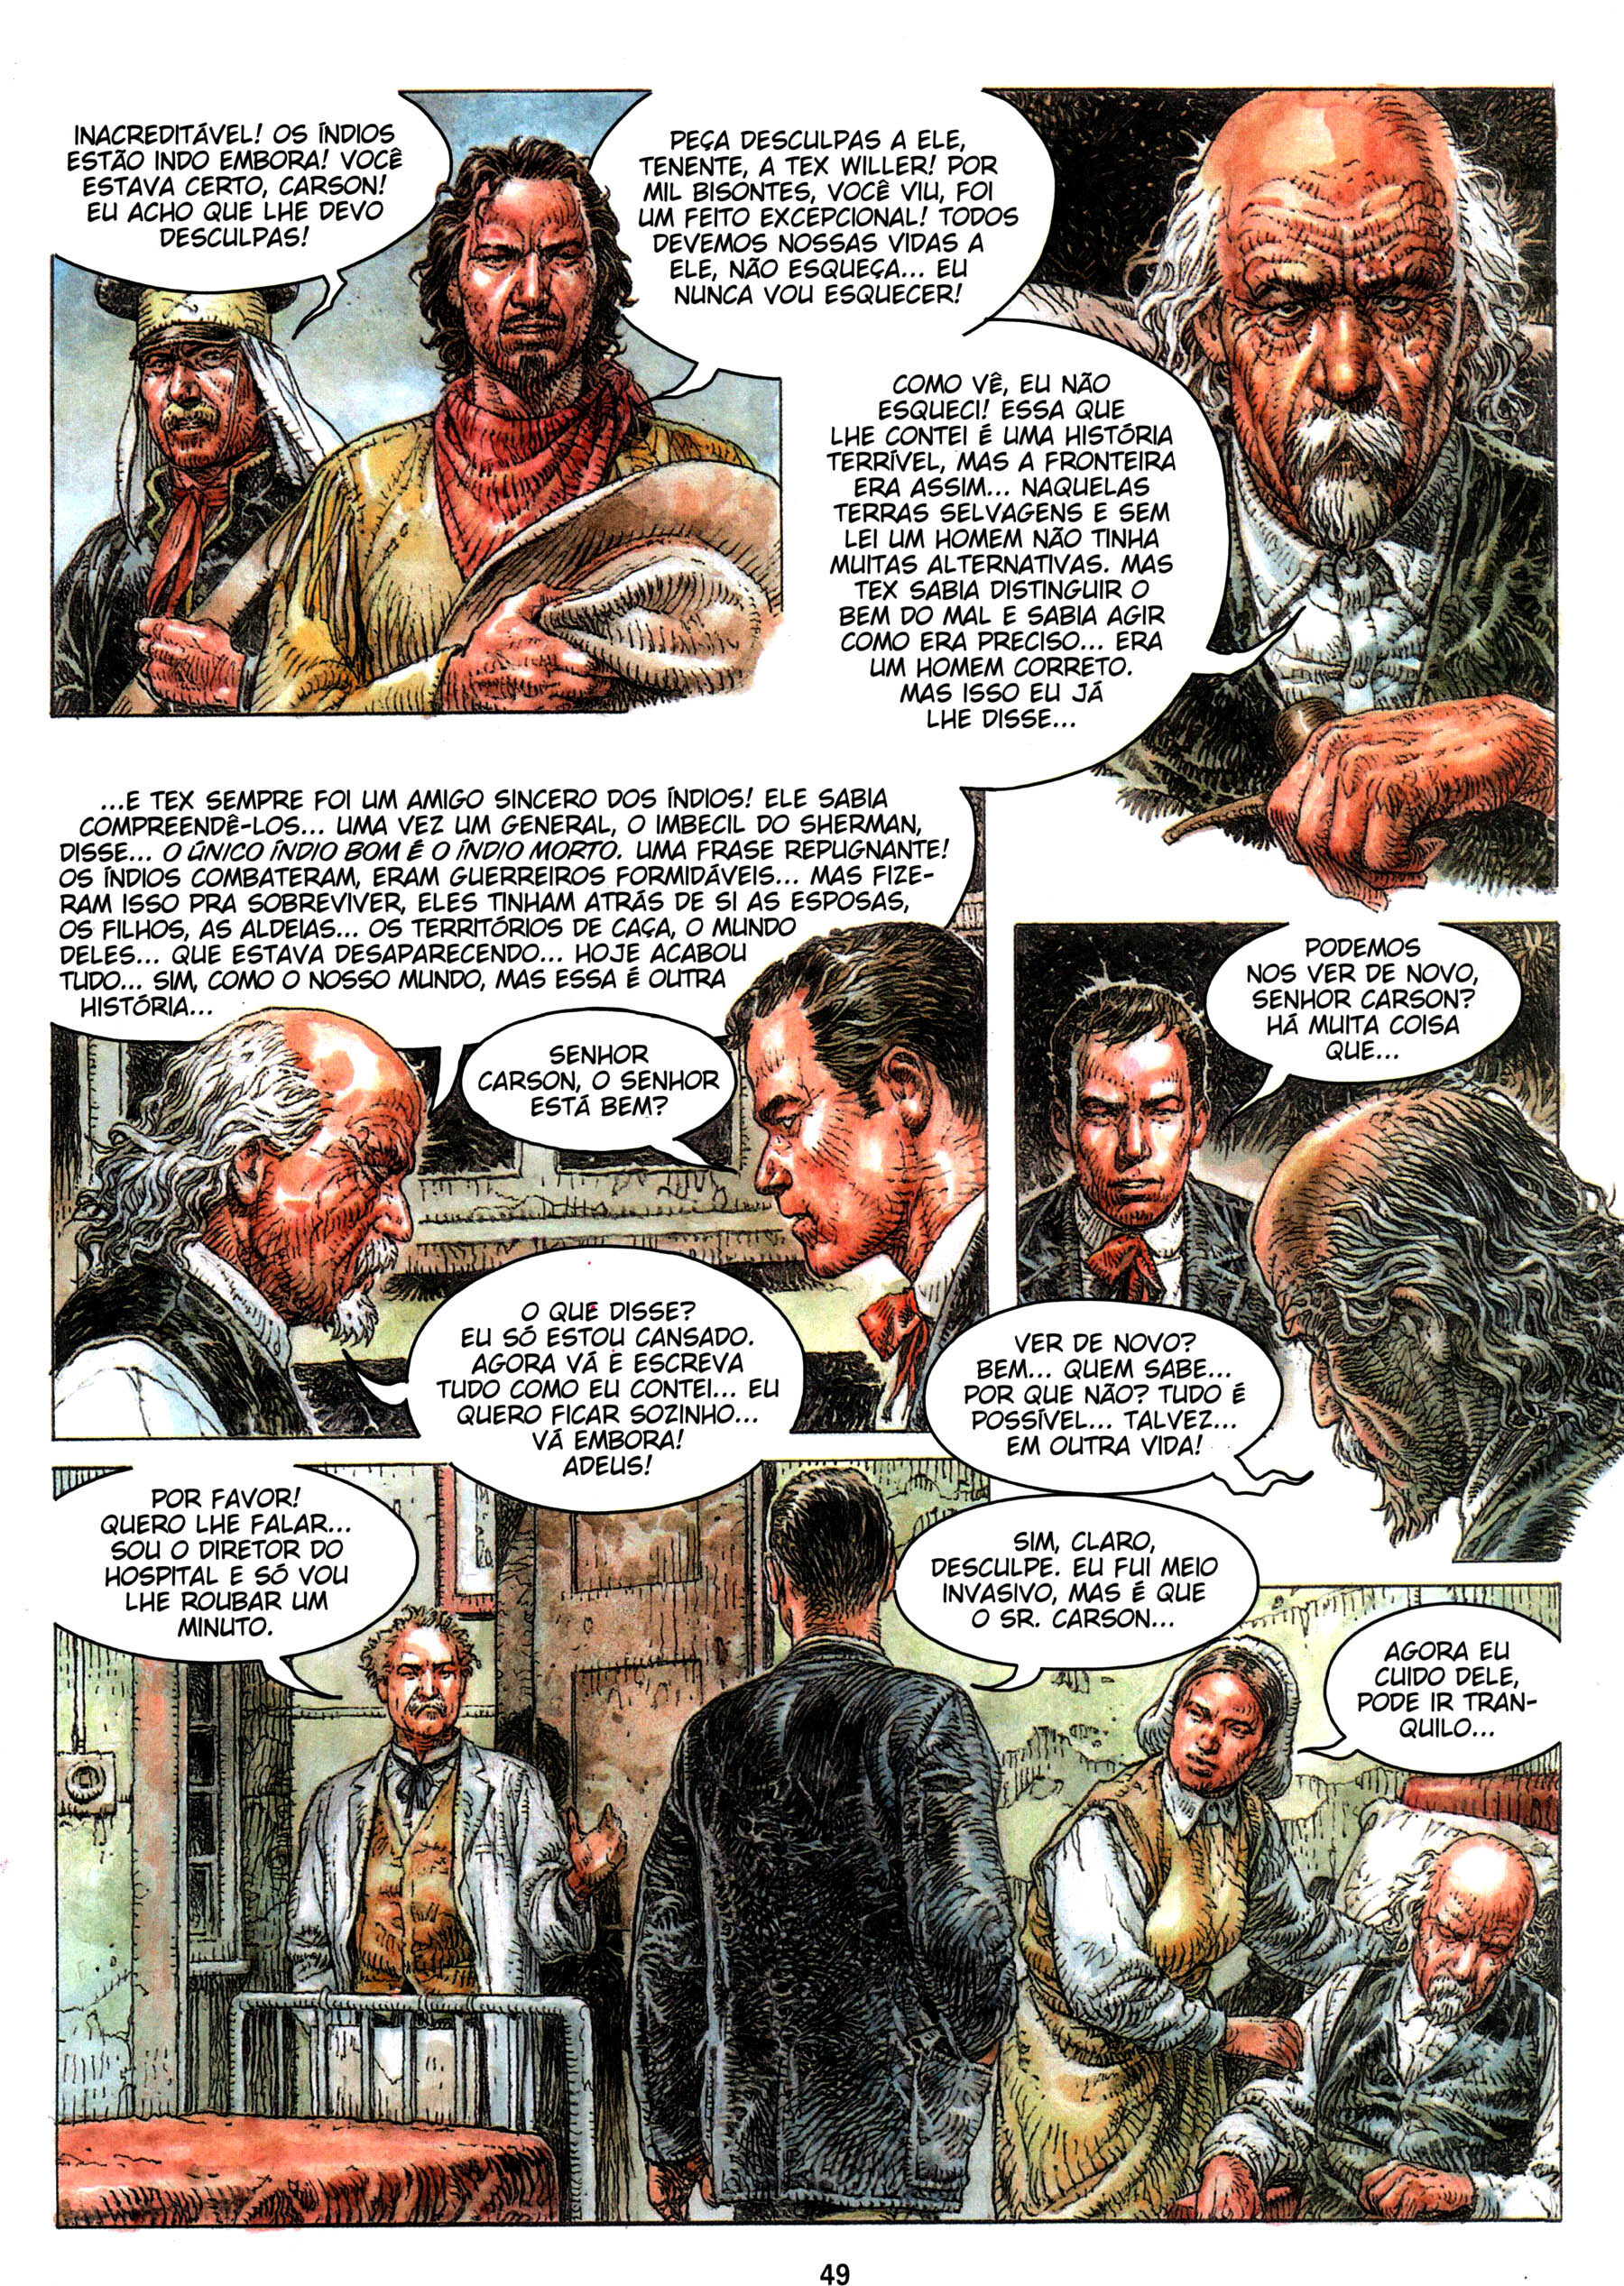 INACREDITÁVEL! OS ÍNDIOS
ESTÃO INDO EMBORA! VOCÊ
ESTAVA CERTO, CARSON!
EU ACHO QUE LHE DEVO
DESCULPAS!
PEÇA DESCULPAS A ELE,
TENENTE, A TEX WILLER! POR
MIL BISONTES, VOCÊ VIU, FOI
UM FEITO EXCEPCIONAL! TODOS
DEVEMOS NOSSAS VIDAS A
ELE, NÃO ESQUEÇA... EU
NUNCA VOU ESQUECER!
COMO VÊ, EU NÃO
ESQUECI! ESSA QUE
LHE CONTEI É UMA HISTÓRIA
TERRÍVEL, MAS A FRONTEIRA
ERA ASSIM... NAQUELAS
TERRAS SELVAGENS E SEM
LEI UM HOMEM NÃO TINHA
MUITAS ALTERNATIVAS. MAS
TEX SABIA DISTINGUIR O
BEM DO MAL E SABIA AGIR
COMO ERA PRECISO... ERA
UM HOMEM CORRETO.
MAS ISSO EU JÁ
LHE DISSE...
...E TEX SEMPRE FOI UM AMIGO SINCERO DOS ÍNDIOS! ELE SABIA
COMPREENDÊ-LOS... UMA VEZ UM GENERAL, O IMBECIL DO SHERMAN,
DISSE... O ÚNICO ÍNDIO BOM É O ÍNDIO MORTO. UMA FRASE REPUGNANTE!
OS ÍNDIOS COMBATERAM, ERAM GUERREIROS FORMIDÁVEIS... MAS FIZE-
RAM ISSO PRA SOBREVIVER, ELES TINHAM ATRÁS DE SI AS ESPOSAS,
OS FILHOS, AS ALDEIAS... OS TERRITÓRIOS DE CAÇA, O MUNDO
DELES... QUE ESTAVA DESAPARECENDO... HOJE ACABOU
TUDO... SIM, COMO O NOSSO MUNDO, MAS ESSA É OUTRA
HISTÓRIA...
SENHOR
CARSON, O SENHOR
ESTÁ BEM?
O QUE DISSE?
EU SÓ ESTOU CANSADO.
AGORA VÁ E ESCREVA
TUDO COMO EU CONTEI... EU
QUERO FICAR SOZINHO...
VÁ EMBORA!
ADEUS!
PODEMOS
NOS VER DE NOVO,
SENHOR CARSON?
HÁ MUITA COISA
QUE...
VER DE NOVO?
BEM... QUEM SABE...
POR QUE NÃO? TUDO É
POSSÍVEL... TALVEZ...
EM OUTRA VIDA!
POR FAVOR!
QUERO LHE FALAR...
SOU O DIRETOR DO
HOSPITAL E SÓ VOU
LHE ROUBAR UM
MINUTO.
SIM, CLARO,
DESCULPE. EU FUI MEIO
INVASIVO, MAS É QUE
O SR. CARSON...
AGORA EU
CUIDO DELE,
PODE IR TRAN-
QUILO...
49